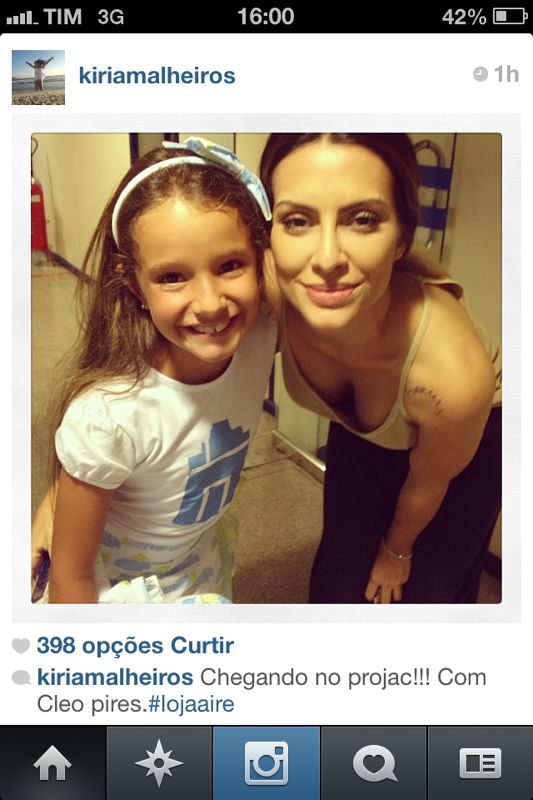 TIM 3G 16:00 42%
kiriamalheiros 1h
398 opções Curtir
kiriamalheiros Chegando no projac!!! Com
Cleo pires.#lojaaire